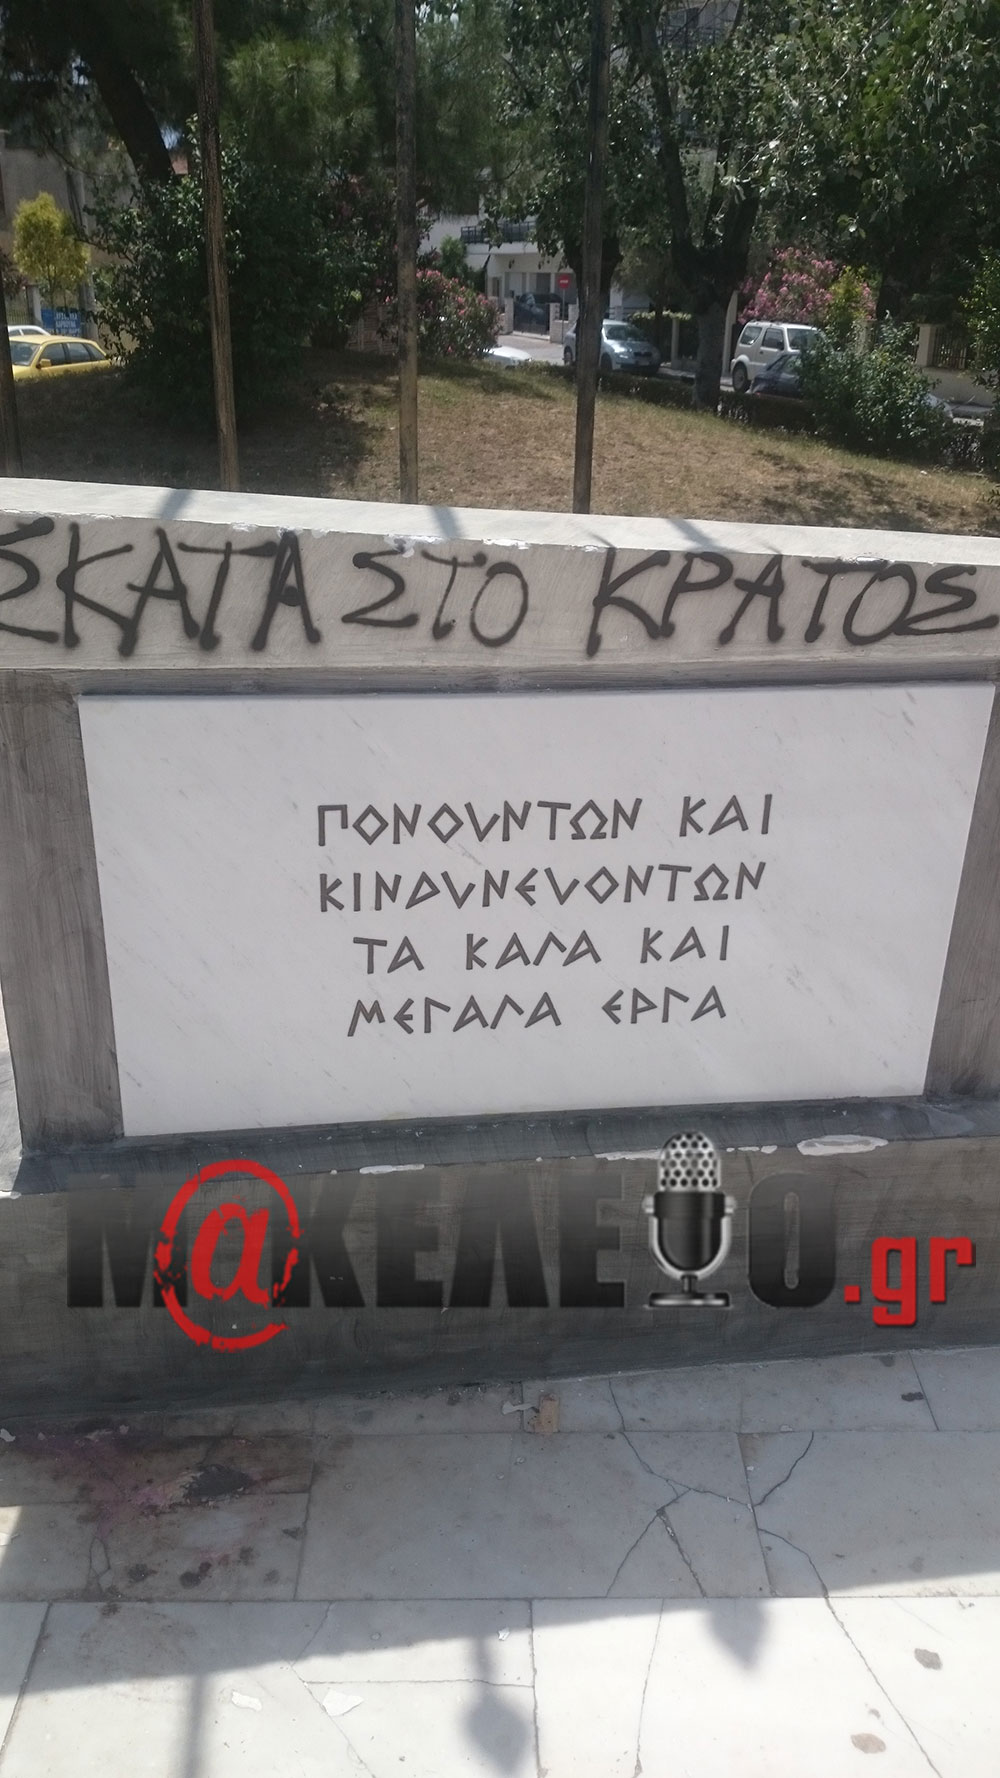 ΣΚΑΤΑ ΣΤΟ ΚΡΑΤΟΣ
ΠΟΝΟΥΝΤΩΝ ΚΑΙ
ΚΙΝΔΥΝΕΥΟΝΤΩΝ
ΤΑ ΚΑΛΑ ΚΑΙ
ΜΕΓΑΛΑ ΕΡΓΑ
Μ@ΚΕΛΕΙΟ.gr